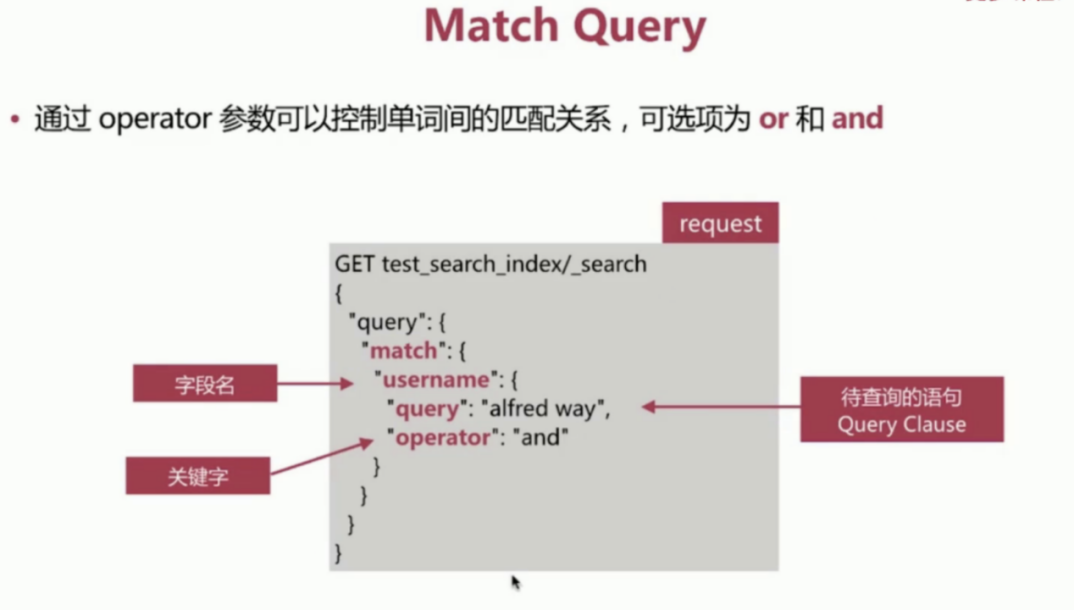 Match Query
• 通过 operator 参数可以控制单词间的匹配关系，可选项为 or 和 and
request
GET test_search_index/_search
{
"query": {
"match": {
字段名
"username": {
"query": "alfred way",
待查询的语句
Query Clause
"operator": "and"
关键字
}
}
}
}